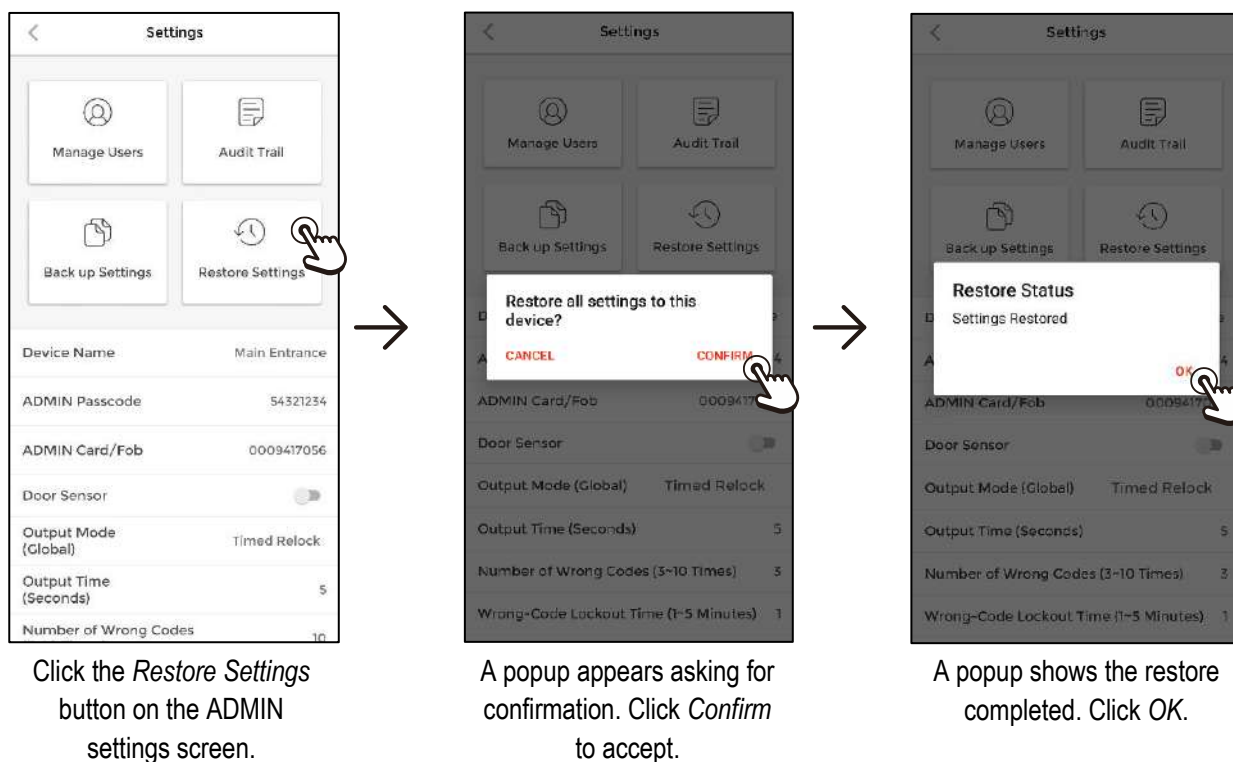 Settings
Manage Users
Audit Trail
Back up Settings
Restore Settings
Device Name Main Entrance
ADMIN Passcode 54321234
ADMIN Card/Fob 0009417056
Door Sensor
Output Mode
(Global) Timed Relock
Output Time
(Seconds) 5
Number of Wrong Codes
10
Click the Restore Settings
button on the ADMIN
settings screen.
Settings
Manage Users
Audit Trail
Back up Settings
Restore Settings
Restore all settings to this
device?
CANCEL
CONFIRM
ADMIN Card/Fob
Door Sensor
Output Mode (Global) Timed Relock
Output Time (Seconds) 5
Number of Wrong Codes (3~10 Times) 3
Wrong-Code Lockout Time (1~5 Minutes) 1
A popup appears asking for
confirmation. Click Confirm
to accept.
Settings
Manage Users
Audit Trail
Back up Settings
Restore Settings
Restore Status
Settings Restored
OK
ADMIN Card/Fob
Door Sensor
Output Mode (Global) Timed Relock
Output Time (Seconds) 5
Number of Wrong Codes (3~10 Times) 3
Wrong-Code Lockout Time (1~5 Minutes) 1
A popup shows the restore
completed. Click OK.